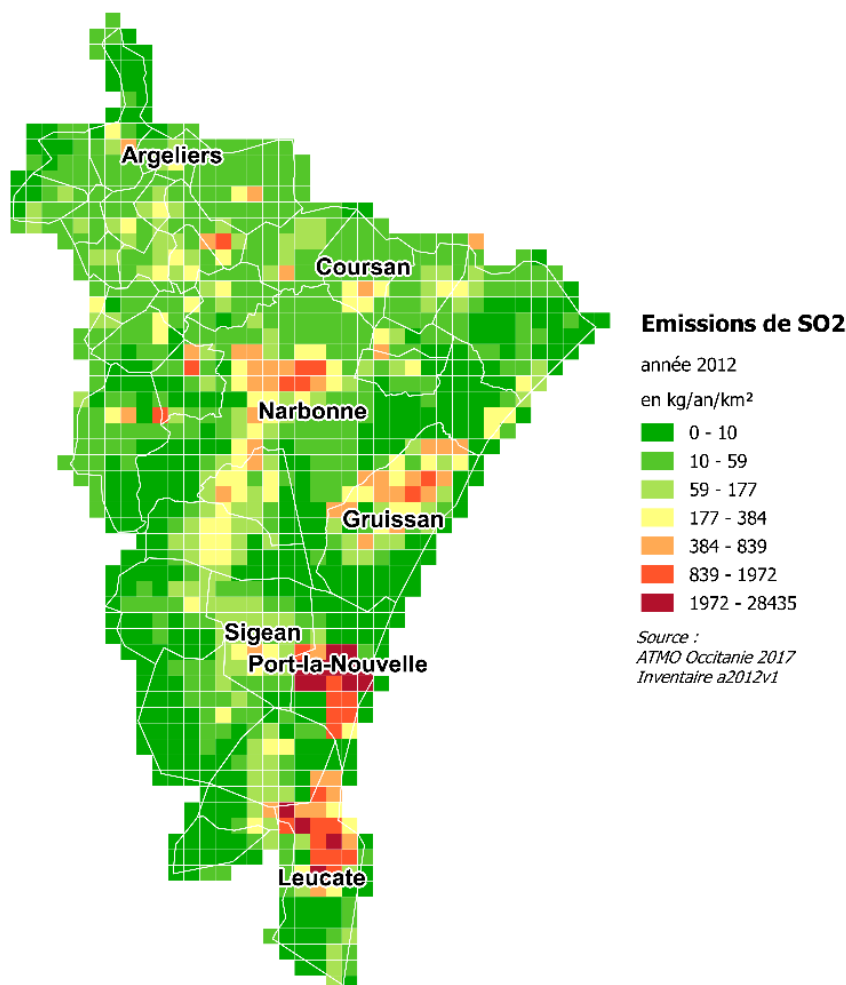 Argeliers
Coursan
Narbonne
Gruissan
Sigean
Port-la-Nouvelle
Leucate
Emissions de SO2
année 2012
en kg/an/km²
0 - 10
10 - 59
59 - 177
177 - 384
384 - 839
839 - 1972
1972 - 28435
Source :
ATMO Occitanie 2017
Inventaire a2012v1